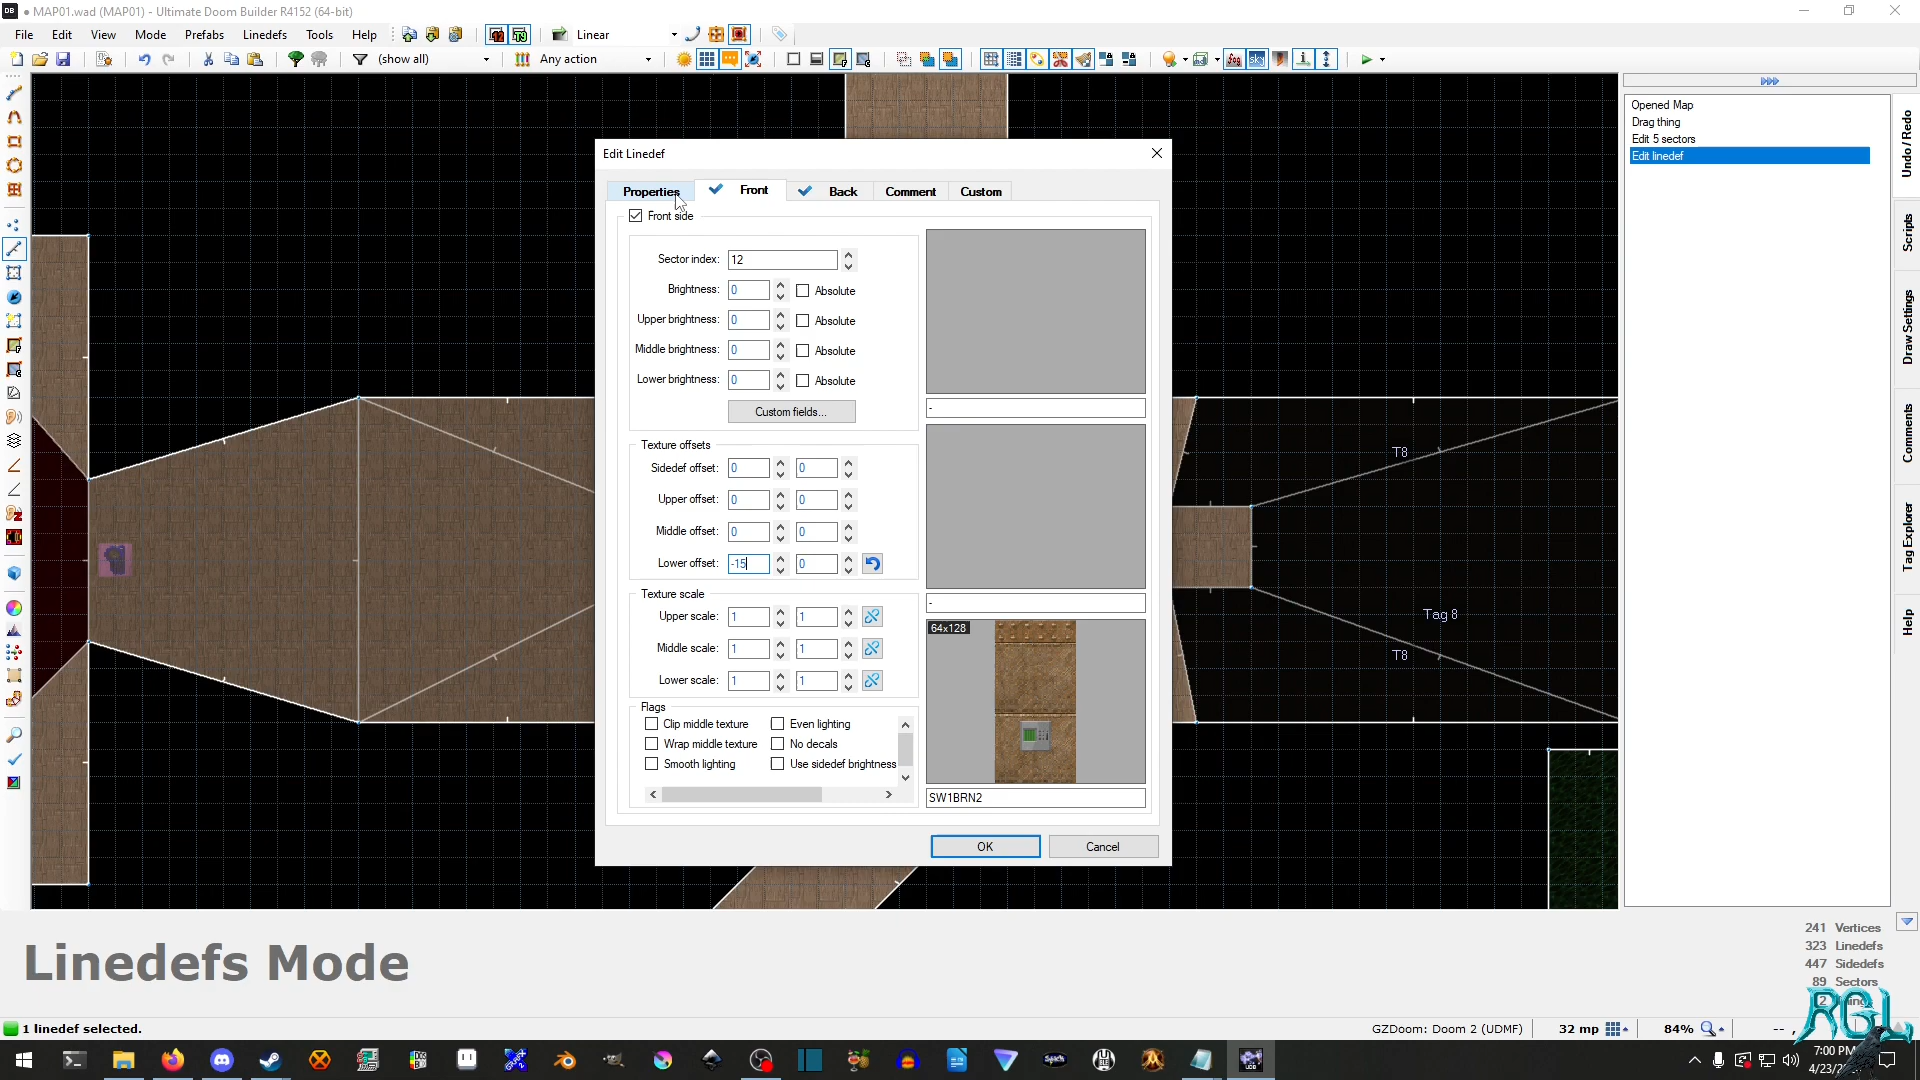 ● MAP01.wad (MAP01) - Ultimate Doom Builder R4152 (64-bit)
File Edit View Mode Prefabs Linedefs Tools Help Linear
(show all) Any action
Opened Map
Drag thing
Edit 5 sectors
Edit linedef
Undo / Redo
Scripts
Draw Settings
Comments
Tag Explorer
Help
Edit Linedef
Properties Front Back Comment Custom
Front side
Sector index: 12
Brightness: 0 Absolute
Upper brightness: 0 Absolute
Middle brightness: 0 Absolute
Lower brightness: 0 Absolute
Custom fields...
-
Texture offsets
Sidedef offset: 0 0
Upper offset: 0 0
Middle offset: 0 0
Lower offset: -15 0
-
Texture scale
Upper scale: 1 1
Middle scale: 1 1
Lower scale: 1 1
64x128
Flags
Clip middle texture Even lighting
Wrap middle texture No decals
Smooth lighting Use sidedef brightness
SW1BRN2
OK Cancel
T8
Tag 8
T8
Linedefs Mode
241 Vertices
323 Linedefs
447 Sidedefs
89 Sectors
RGL
1 linedef selected.
GZDoom: Doom 2 (UDMF) 32 mp 84% --,
7:00 PM